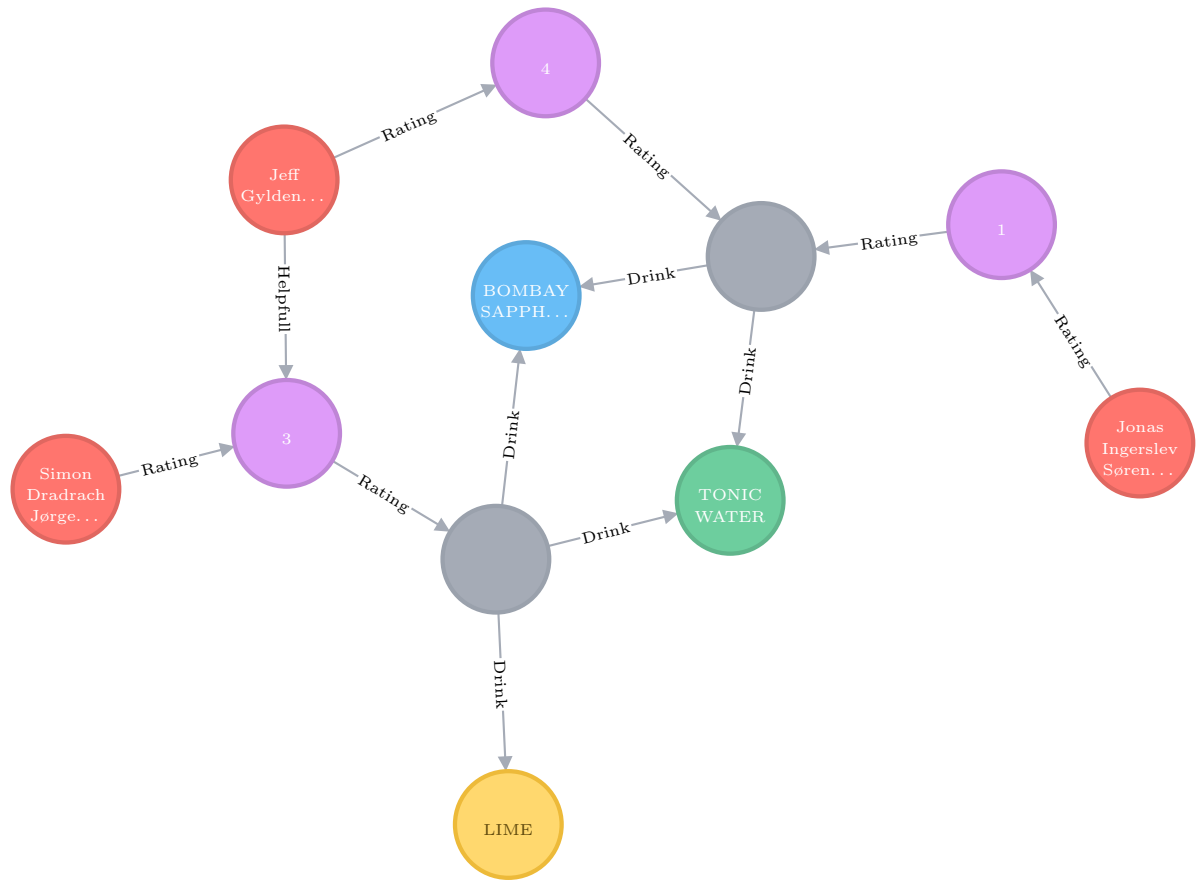 4
Rating
Jeff
Gylden...
Rating
1
Rating
BOMBAY
SAPPH...
Drink
Helpfull
Rating
Drink
Drink
3
Jonas
Ingerslev
Søren...
Simon
Dradrach
Jørge...
Rating
Rating
TONIC
WATER
Drink
Drink
LIME